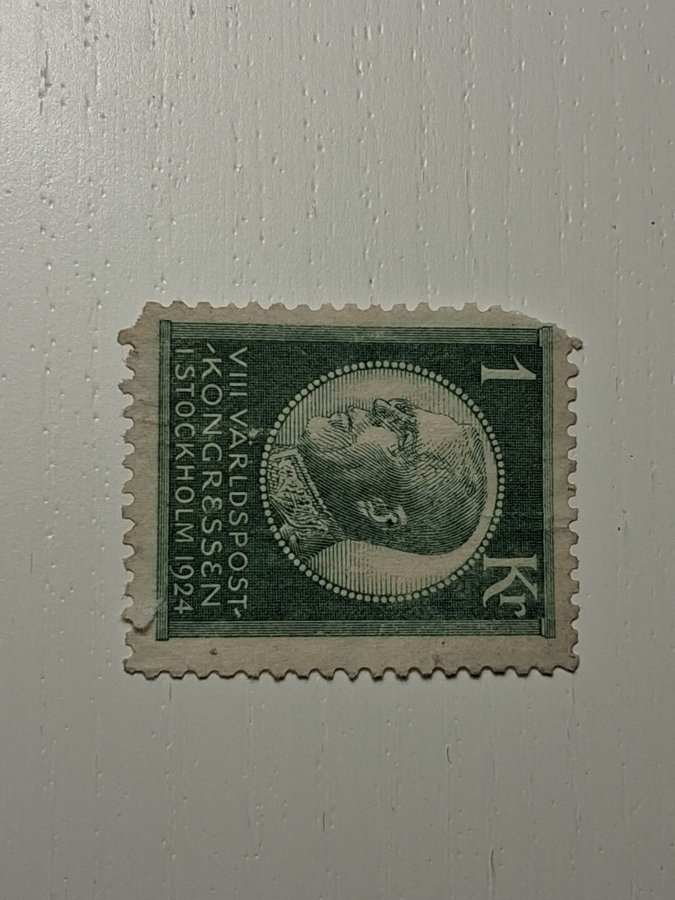 1 Kr
VIII VÄRLDSPOST-
-KONGRESSEN
I STOCKHOLM 1924